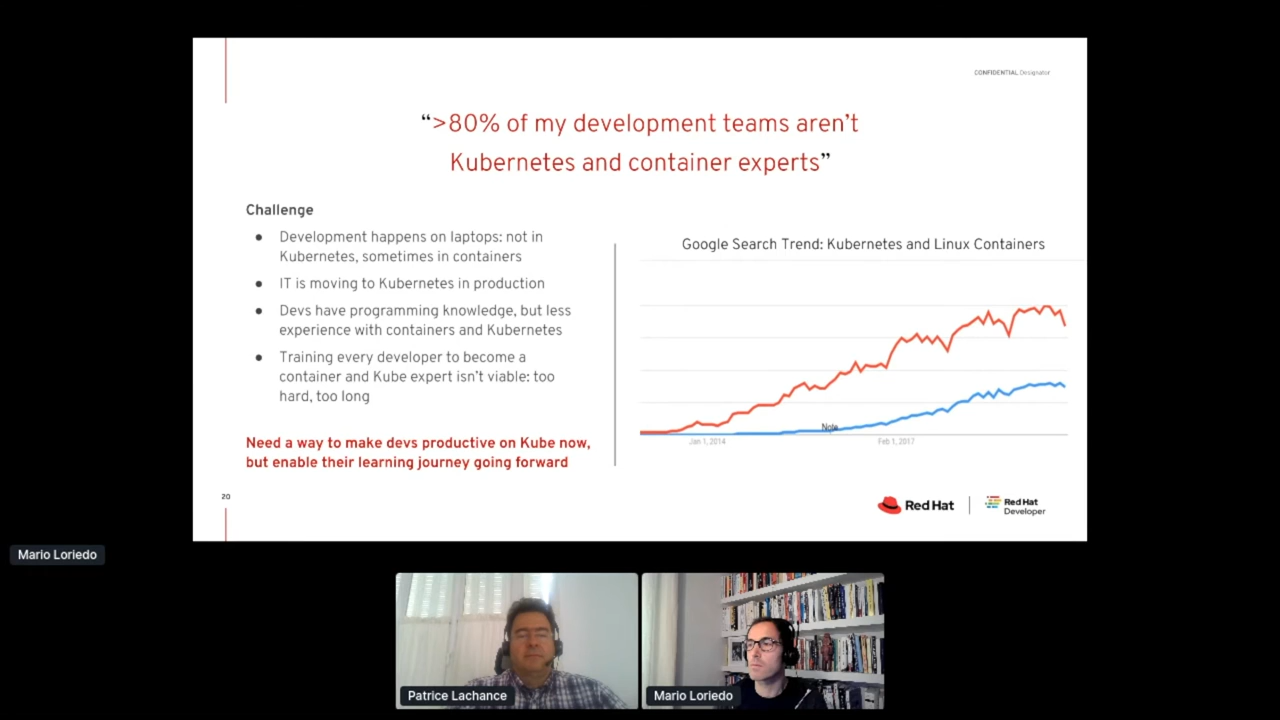 CONFIDENTIAL Designator
“>80% of my development teams aren’t
Kubernetes and container experts”
Challenge
● Development happens on laptops: not in
Kubernetes, sometimes in containers
● IT is moving to Kubernetes in production
● Devs have programming knowledge, but less
experience with containers and Kubernetes
● Training every developer to become a
container and Kube expert isn’t viable: too
hard, too long
Need a way to make devs productive on Kube now,
but enable their learning journey going forward
Google Search Trend: Kubernetes and Linux Containers
Note
Jan 1, 2014
Feb 1, 2017
20
Red Hat
Red Hat
Developer
Mario Loriedo
Patrice Lachance
Mario Loriedo